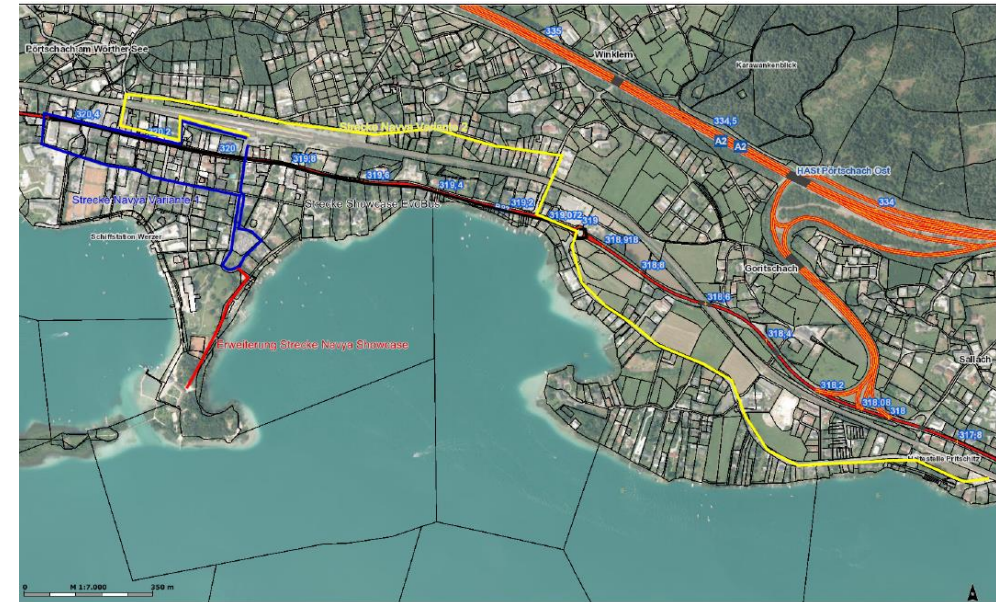 335
Winklern
Pörtschach am Wörther See
Karawankenblick
320,4
320,2
334,5
A2
A2
Strecke Navya Variante
320
319,8
319,6
HASt Pörtschach Ost
319,4
Strecke Navya Variante 1
Strecke Showcase EvoBus
319,2
334
319,072
319
Schiffstation Werzer
318,918
318,8
Goritschach
318,6
318,4
Erweiterung Strecke Navya Showcase
Sallach
318,2
318,08
318
317,8
Haltestelle Pritschitz
0 M 1:7.000 350 m